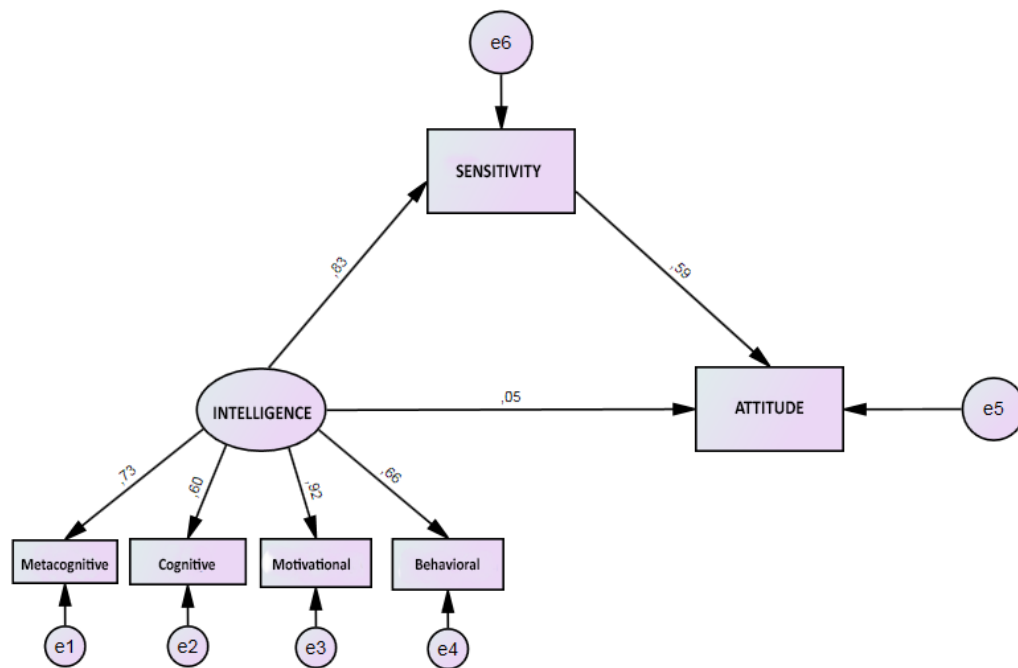 e6
SENSITIVITY
,83
,59
INTELLIGENCE
,05
ATTITUDE
e5
,73
,60
,92
,66
Metacognitive
Cognitive
Motivational
Behavioral
e1
e2
e3
e4